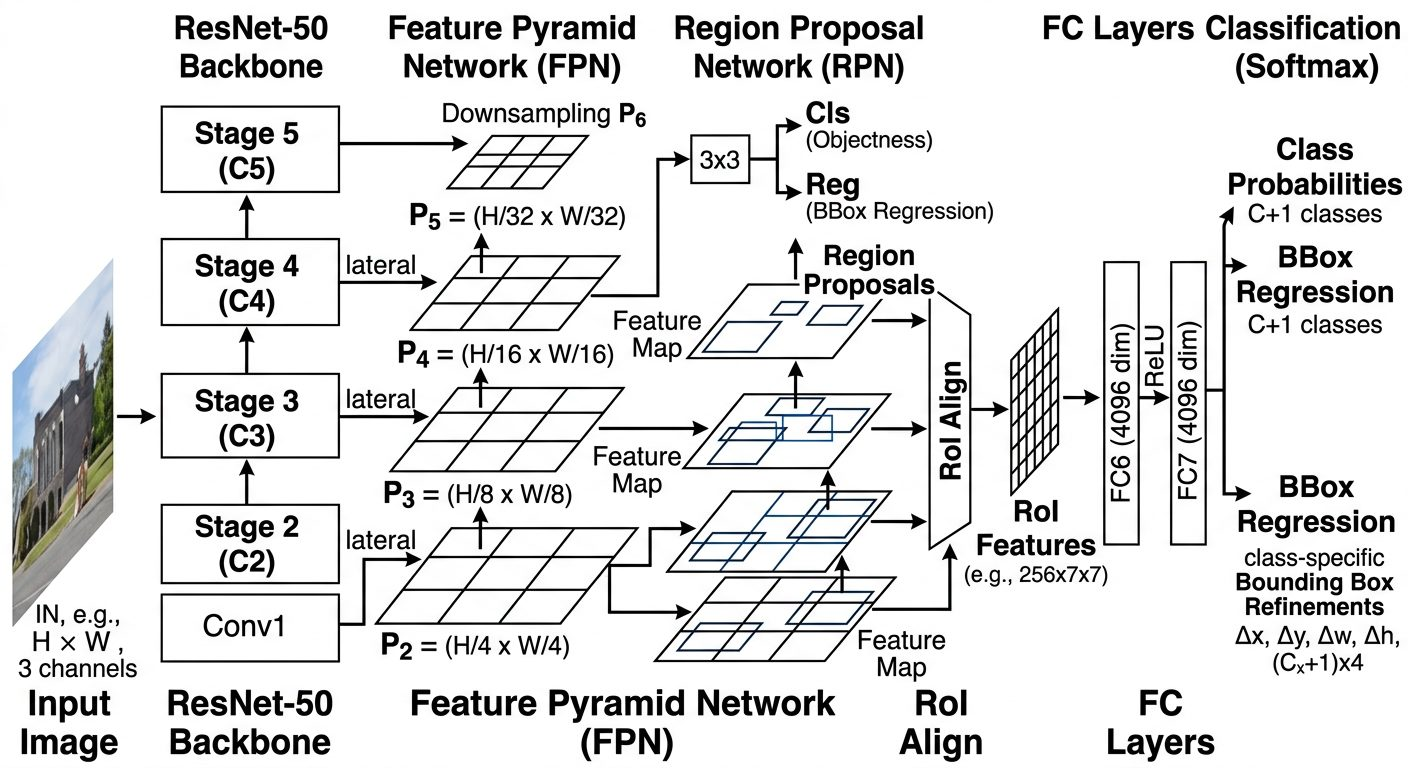 ResNet-50
Backbone
Feature Pyramid
Network (FPN)
Region Proposal
Network (RPN)
FC Layers Classification
(Softmax)
Stage 5
(C5)
Stage 4
(C4)
Stage 3
(C3)
Stage 2
(C2)
Conv1
lateral
lateral
lateral
Downsampling P₆
P₅ = (H/32 x W/32)
P₄ = (H/16 x W/16)
P₃ = (H/8 x W/8)
P₂ = (H/4 x W/4)
3x3
Cls
(Objectness)
Reg
(BBox Regression)
Region
Proposals
Feature
Map
Feature
Map
Feature
Map
RoI Align
RoI
Features
(e.g., 256x7x7)
FC6 (4096 dim)
ReLU
FC7 (4096 dim)
Class
Probabilities
C+1 classes
BBox
Regression
C+1 classes
BBox
Regression
class-specific
Bounding Box
Refinements
Δx, Δy, Δw, Δh,
(Cₓ+1)x4
IN, e.g.,
H × W ,
3 channels
Input
Image
ResNet-50
Backbone
Feature Pyramid Network
(FPN)
RoI
Align
FC
Layers